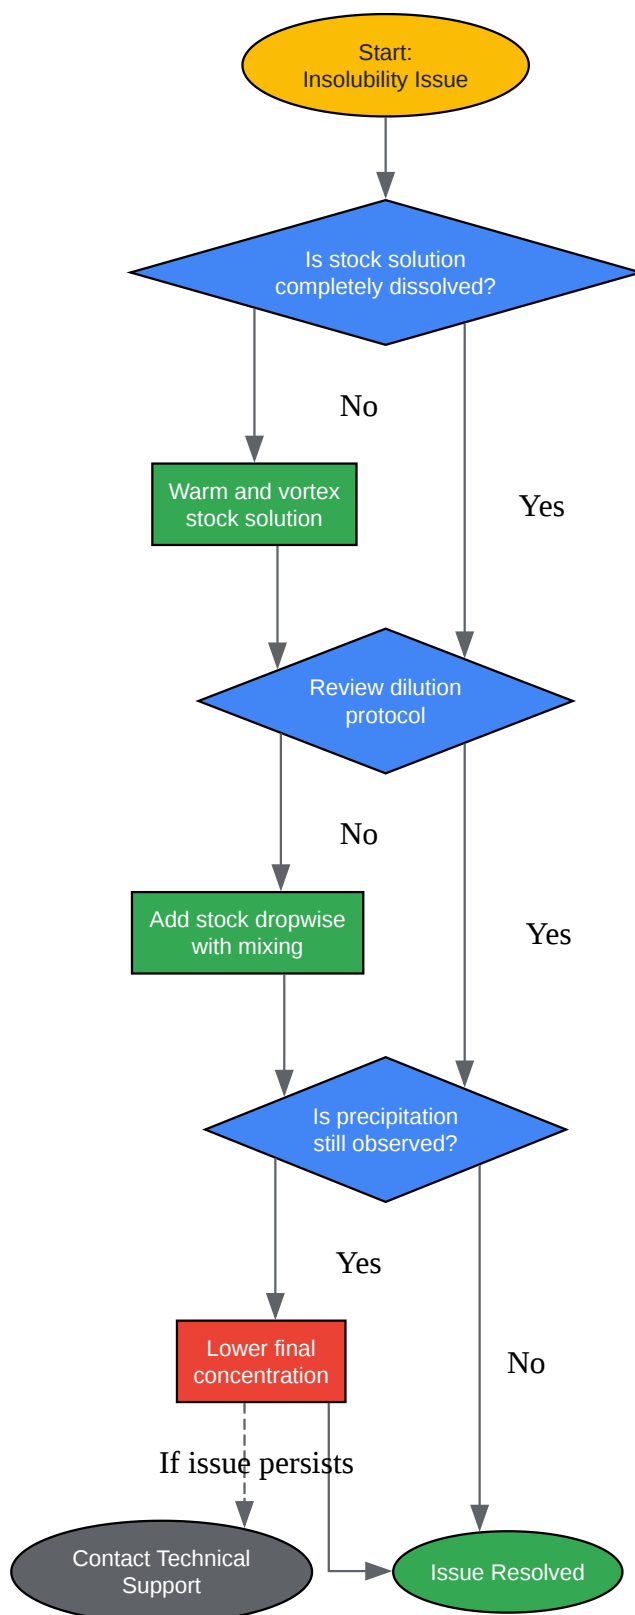 Start:
Insolubility Issue
Is stock solution
completely dissolved?
No
Warm and vortex
stock solution
Yes
Review dilution
protocol
No
Add stock dropwise
with mixing
Yes
Is precipitation
still observed?
Yes
Lower final
concentration
No
If issue persists
Contact Technical
Support
Issue Resolved